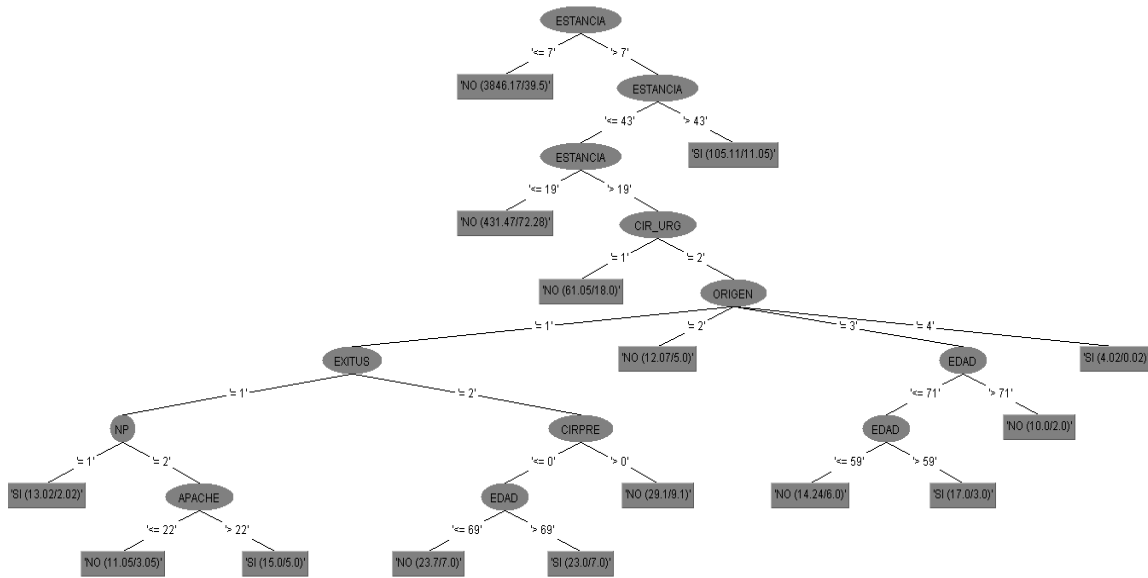 ESTANCIA
'<= 7' '> 7'
'NO (3846.17/39.5)' ESTANCIA
'<= 43' '> 43'
ESTANCIA 'SI (105.11/11.05)'
'<= 19' '> 19'
'NO (431.47/72.28)' CIR_URG
'= 1' '= 2'
'NO (61.05/18.0)' ORIGEN
'= 1' '= 2' '= 3' '= 4'
EXITUS 'NO (12.07/5.0)' EDAD 'SI (4.02/0.02)'
'= 1' '= 2' '<= 71' '> 71'
NP CIRPRE EDAD 'NO (10.0/2.0)'
'= 1' '= 2' '<= 0' '> 0' '<= 59' '> 59'
'SI (13.02/2.02)' APACHE EDAD 'NO (29.1/9.1)' 'NO (14.24/6.0)' 'SI (17.0/3.0)'
'<= 22' '> 22' '<= 69' '> 69'
'NO (11.05/3.05)' 'SI (15.0/5.0)' 'NO (23.7/7.0)' 'SI (23.0/7.0)'